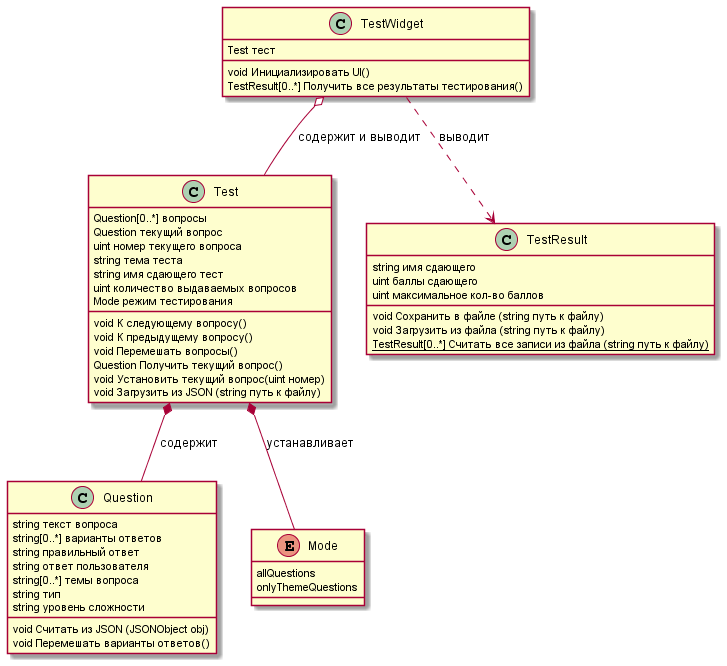 C TestWidget
Test тест
void Инициализировать UI()
TestResult[0..*] Получить все результаты тестирования()
содержит и выводит
выводит
C Test
Question[0..*] вопросы
Question текущий вопрос
uint номер текущего вопроса
string тема теста
string имя сдающего тест
uint количество выдаваемых вопросов
Mode режим тестирования
void К следующему вопросу()
void К предыдущему вопросу()
void Перемешать вопросы()
Question Получить текущий вопрос()
void Установить текущий вопрос(uint номер)
void Загрузить из JSON (string путь к файлу)
C TestResult
string имя сдающего
uint баллы сдающего
uint максимальное кол-во баллов
void Сохранить в файле (string путь к файлу)
void Загрузить из файла (string путь к файлу)
TestResult[0..*] Считать все записи из файла (string путь к файлу)
содержит
устанавливает
C Question
string текст вопроса
string[0..*] варианты ответов
string правильный ответ
string ответ пользователя
string[0..*] темы вопроса
string тип
string уровень сложности
void Считать из JSON (JSONObject obj)
void Перемешать варианты ответов()
E Mode
allQuestions
onlyThemeQuestions